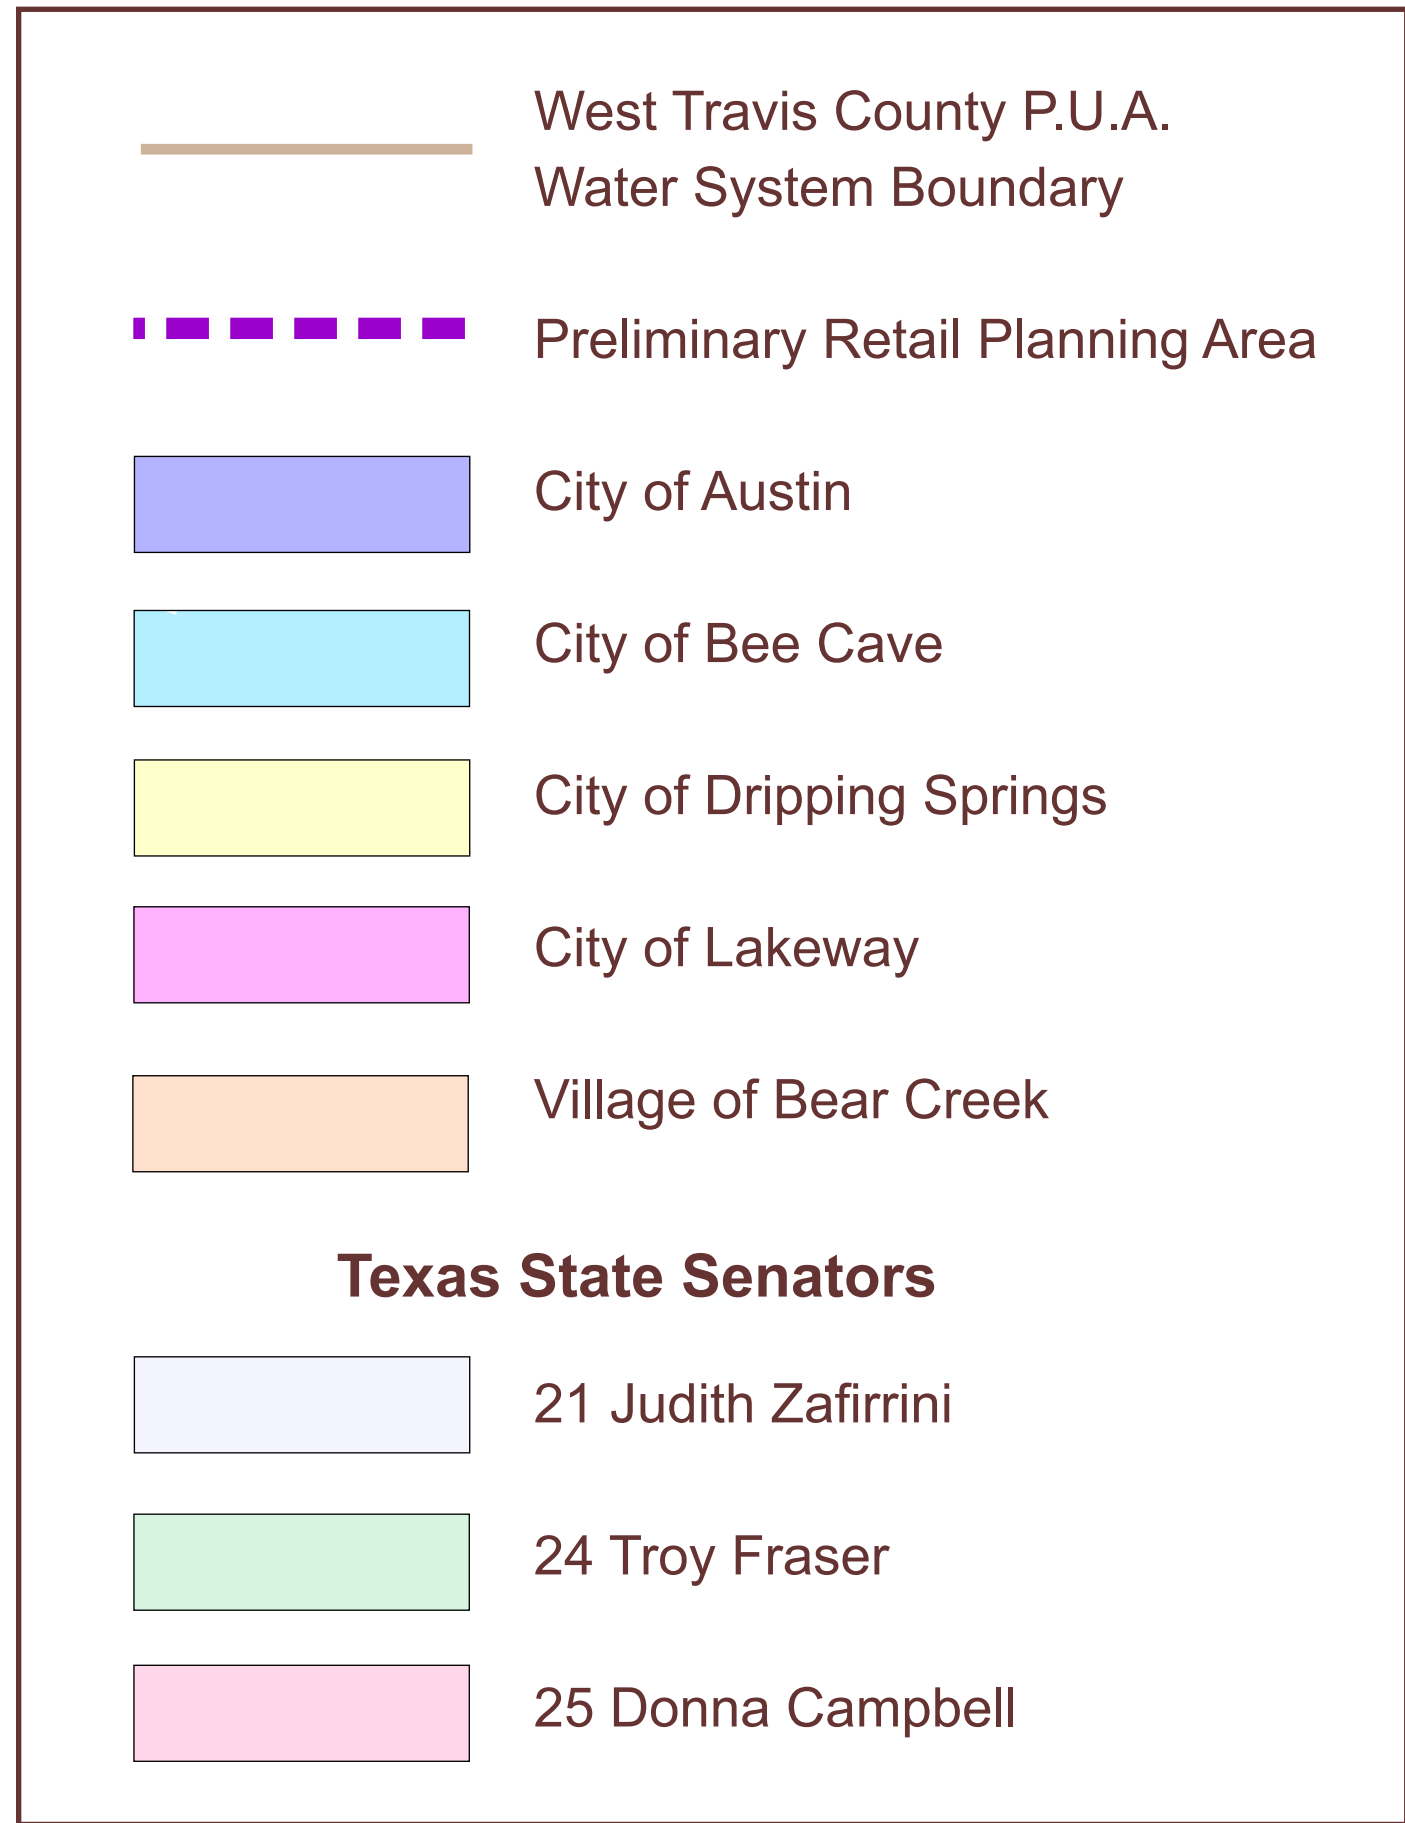 West Travis County P.U.A.
Water System Boundary
Preliminary Retail Planning Area
City of Austin
City of Bee Cave
City of Dripping Springs
City of Lakeway
Village of Bear Creek
Texas State Senators
21 Judith Zafirrini
24 Troy Fraser
25 Donna Campbell